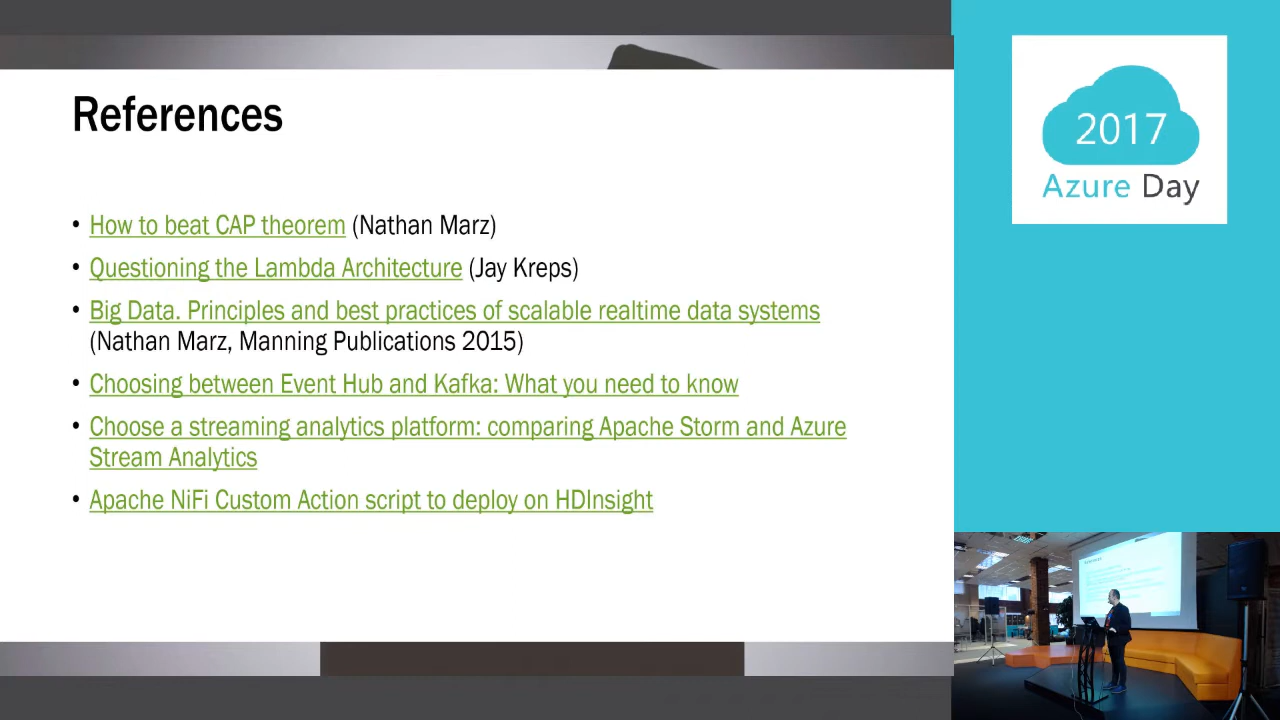 References
• How to beat CAP theorem (Nathan Marz)
• Questioning the Lambda Architecture (Jay Kreps)
• Big Data. Principles and best practices of scalable realtime data systems
(Nathan Marz, Manning Publications 2015)
• Choosing between Event Hub and Kafka: What you need to know
• Choose a streaming analytics platform: comparing Apache Storm and Azure
Stream Analytics
• Apache NiFi Custom Action script to deploy on HDInsight
2017
Azure Day